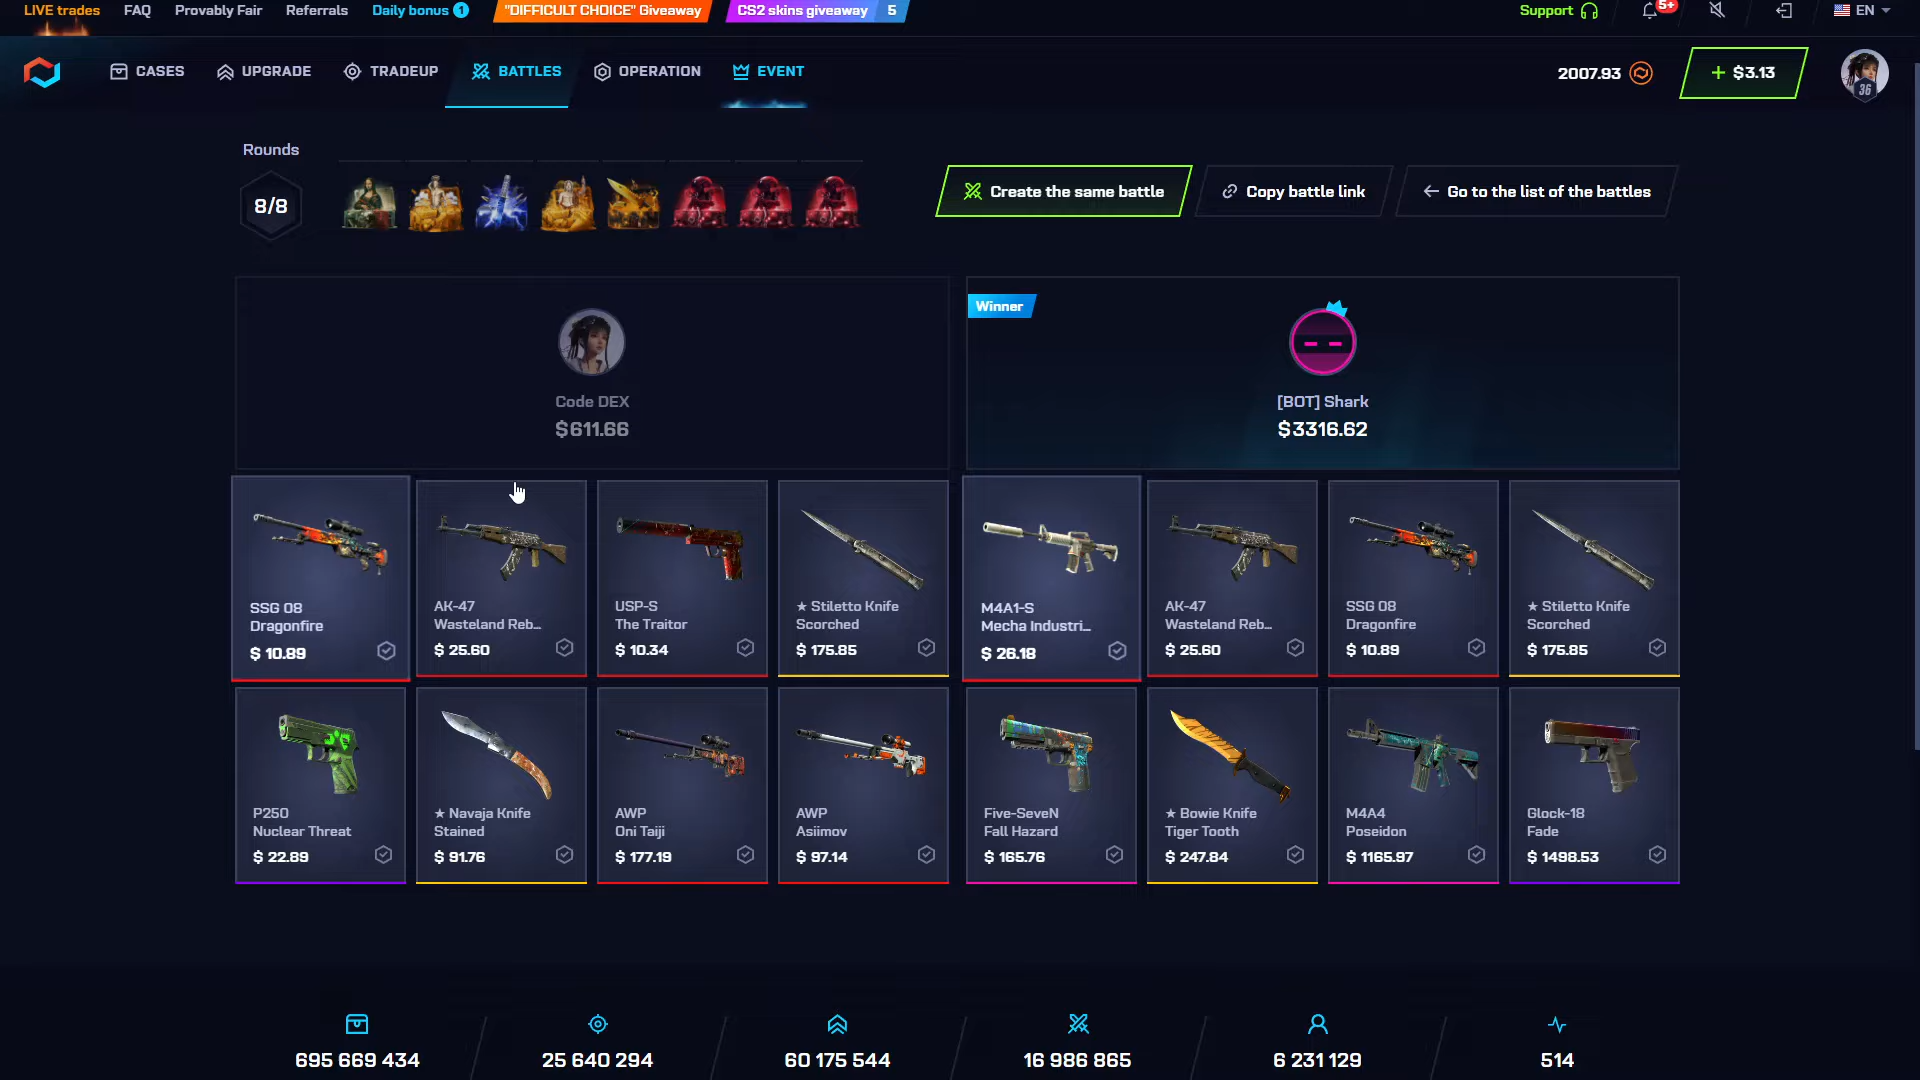 LIVE trades FAQ Provably Fair Referrals Daily bonus 1 "DIFFICULT CHOICE" Giveaway CS2 skins giveaway 5 Support 5+ EN
CASES UPGRADE TRADEUP BATTLES OPERATION EVENT 2007.93 + $3.13 36
Rounds
8/8 Create the same battle Copy battle link Go to the list of the battles
Winner
Code DEX
$611.66
[BOT] Shark
$3316.62
SSG 08
Dragonfire
$ 10.89
AK-47
Wasteland Reb...
$ 25.60
USP-S
The Traitor
$ 10.34
★ Stiletto Knife
Scorched
$ 175.85
M4A1-S
Mecha Industri...
$ 26.18
AK-47
Wasteland Reb...
$ 25.60
SSG 08
Dragonfire
$ 10.89
★ Stiletto Knife
Scorched
$ 175.85
P250
Nuclear Threat
$ 22.89
★ Navaja Knife
Stained
$ 91.76
AWP
Oni Taiji
$ 177.19
AWP
Asiimov
$ 97.14
Five-SeveN
Fall Hazard
$ 165.76
★ Bowie Knife
Tiger Tooth
$ 247.84
M4A4
Poseidon
$ 1165.97
Glock-18
Fade
$ 1498.53
695 669 434 25 640 294 60 175 544 16 986 865 6 231 129 514